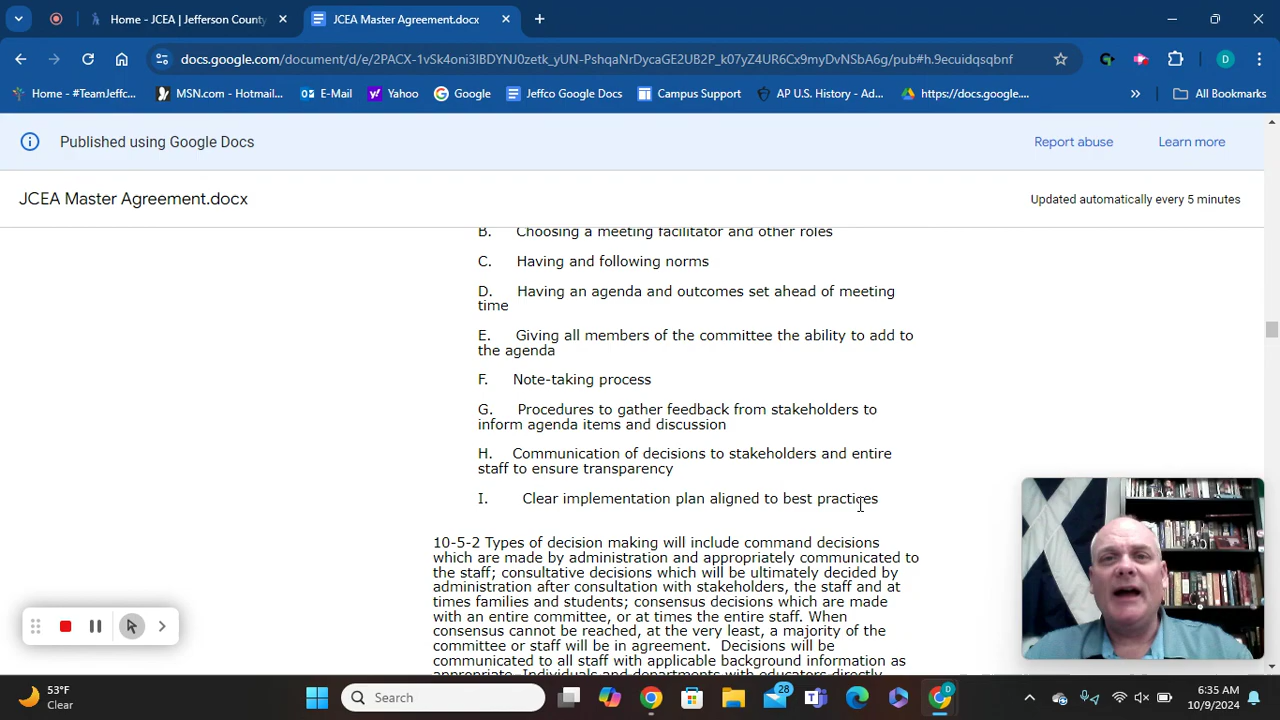 Home - JCEA | Jefferson County
JCEA Master Agreement.docx
docs.google.com/document/d/e/2PACX-1vSk4oni3IBDYNJ0zetk_yUN-PshqaNrDycaGE2UB2P_k07yZ4UR6Cx9myDvNSbA6g/pub#h.9ecuidqsqbnf
D
Home - #TeamJeffc...
MSN.com - Hotmail...
E-Mail
Yahoo
Google
Jeffco Google Docs
Campus Support
AP U.S. History - Ad...
https://docs.google....
All Bookmarks
Published using Google Docs
Report abuse
Learn more
JCEA Master Agreement.docx
Updated automatically every 5 minutes
B. Choosing a meeting facilitator and other roles
C. Having and following norms
D. Having an agenda and outcomes set ahead of meeting
time
E. Giving all members of the committee the ability to add to
the agenda
F. Note-taking process
G. Procedures to gather feedback from stakeholders to
inform agenda items and discussion
H. Communication of decisions to stakeholders and entire
staff to ensure transparency
I. Clear implementation plan aligned to best practices
10-5-2 Types of decision making will include command decisions
which are made by administration and appropriately communicated to
the staff; consultative decisions which will be ultimately decided by
administration after consultation with stakeholders, the staff and at
times families and students; consensus decisions which are made
with an entire committee, or at times the entire staff. When
consensus cannot be reached, at the very least, a majority of the
committee or staff will be in agreement. Decisions will be
communicated to all staff with applicable background information as
appropriate. Individuals and departments with educators directly
53°F
Clear
Search
28
D
6:35 AM
10/9/2024